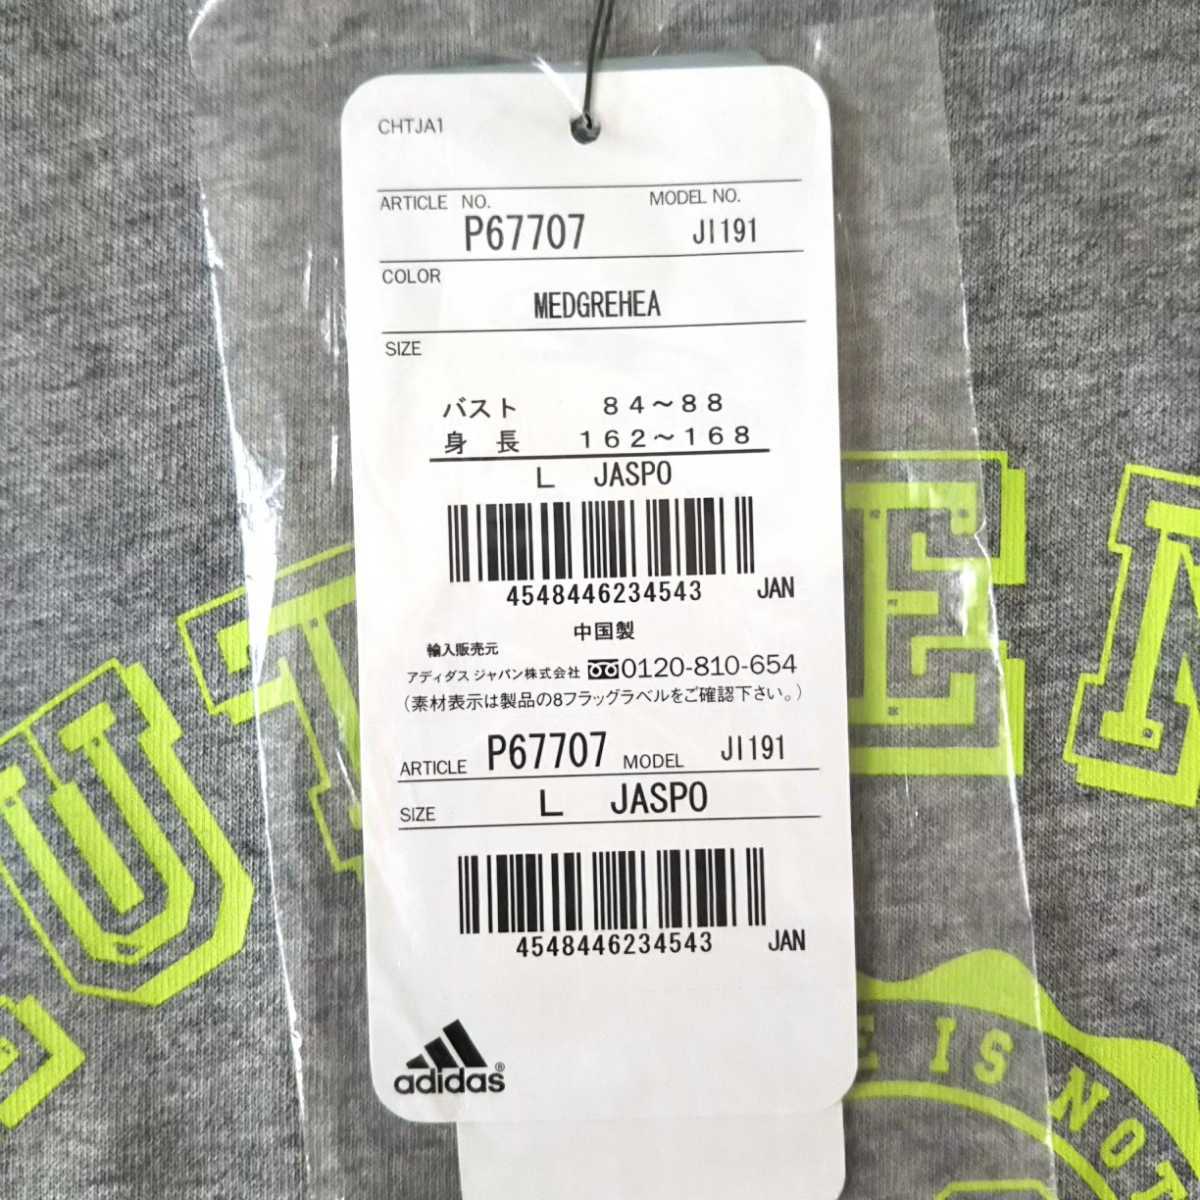 CHTJA1
ARTICLE NO. P67707 MODEL NO. JI191
COLOR
MEDGREHEA
SIZE
バスト 84～88
身 長 162～168
L JASPO
4548446234543 JAN
中国製
輸入販売元
アディダス ジャパン株式会社 0120-810-654
(素材表示は製品の8フラッグラベルをご確認下さい。)
ARTICLE P67707 MODEL JI191
SIZE L JASPO
4548446234543 JAN
adidas®
E IS NOT